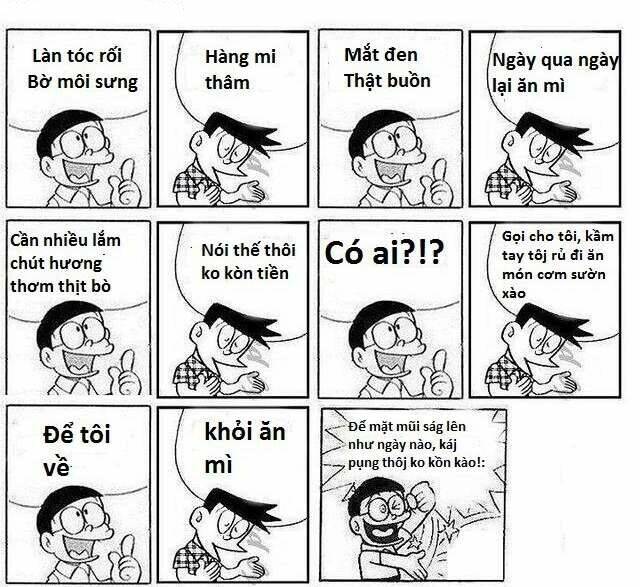 Làn tóc rối
Bờ môi sưng
Hàng mi
thâm
Mắt đen
Thật buồn
Ngày qua ngày
lại ăn mì
Cần nhiều lắm
chút hương
thơm thịt bò
Nói thế thôi
ko kòn tiền
Có ai?!?
Gọi cho tôi, kầm
tay tôj rủ đi ăn
món cơm sườn
xào
Để tôi
về
khỏi ăn
mì
Để mặt mũi ság lên
như ngày nào, káj
pụng thôj ko kồn kào!: